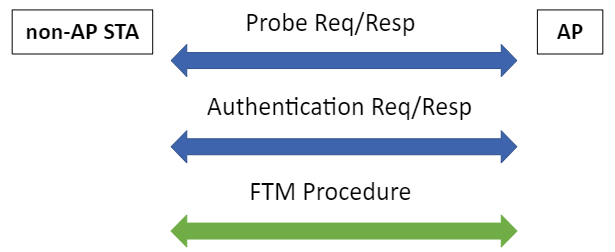 non-AP STA
Probe Req/Resp
AP
Authentication Req/Resp
FTM Procedure